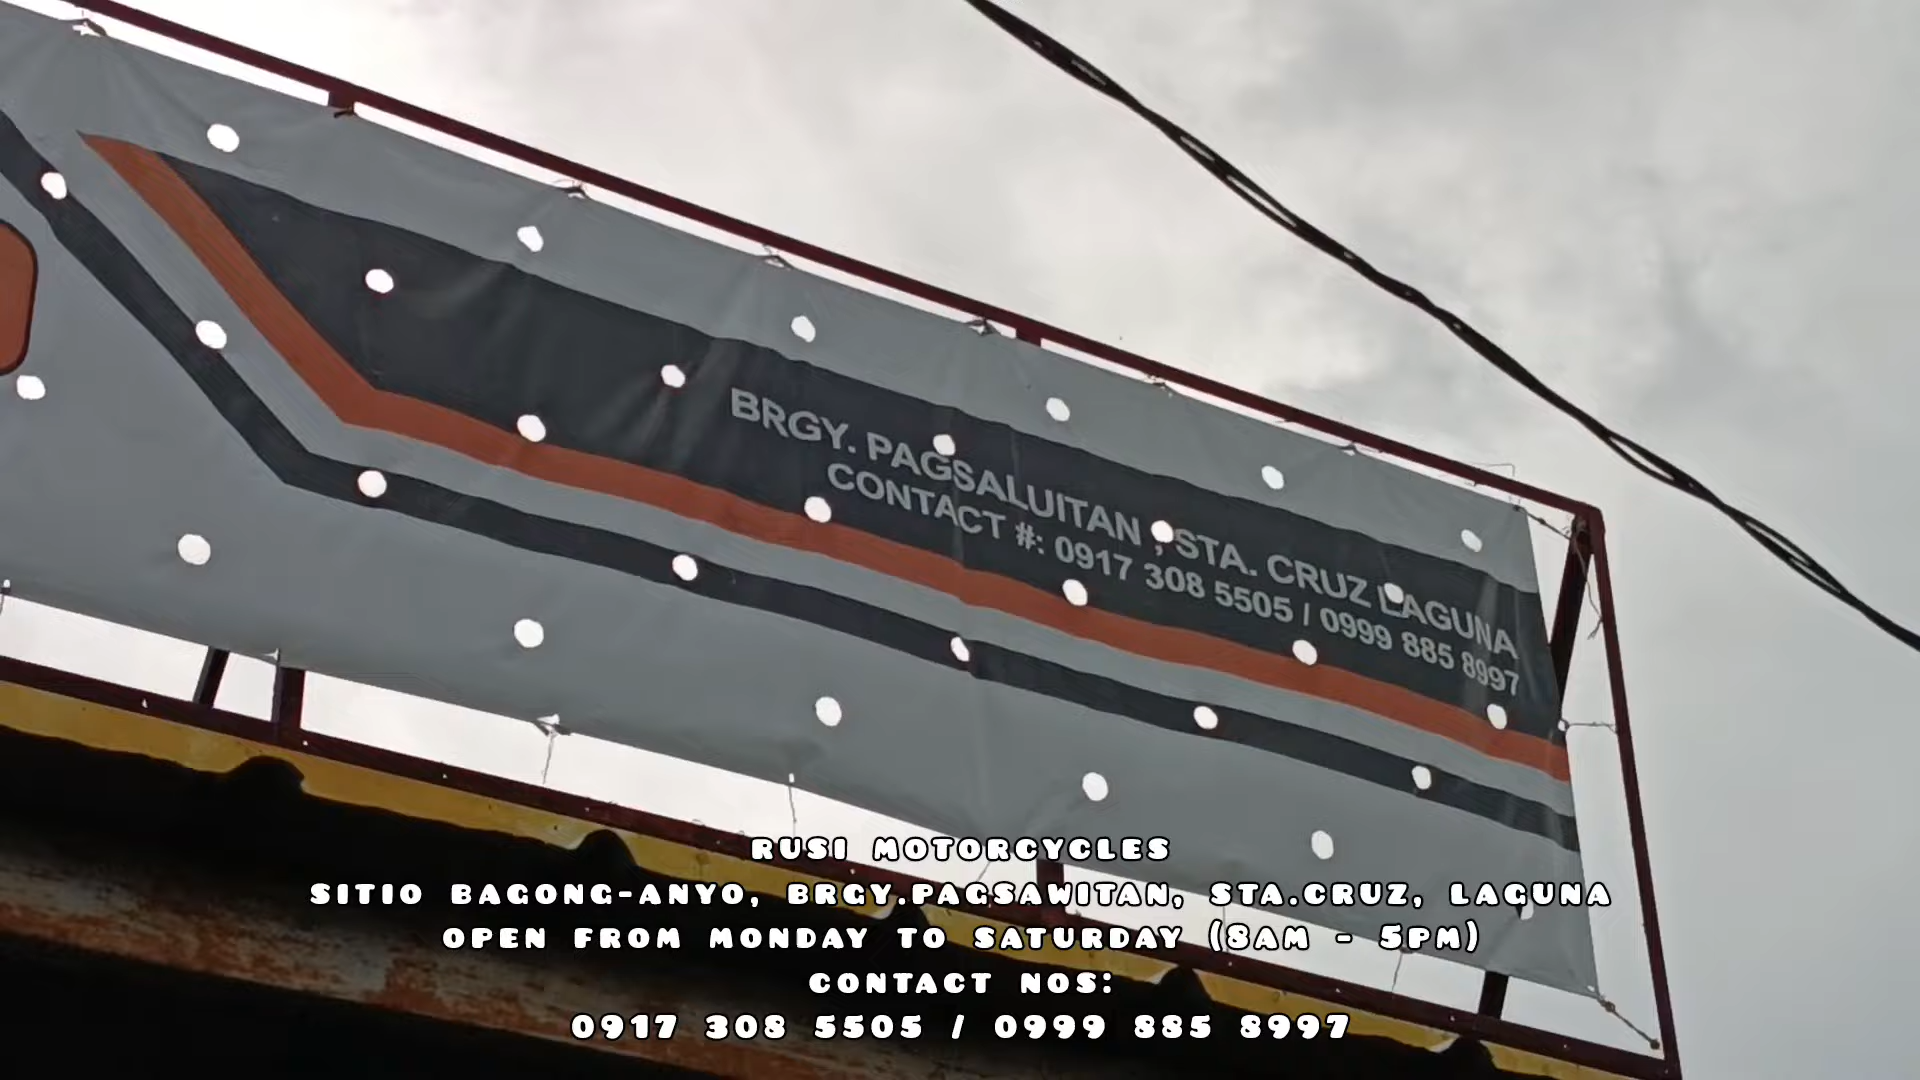 BRGY. PAGSALUITAN , STA. CRUZ LAGUNA
CONTACT #: 0917 308 5505 / 0999 885 8997
RUSI MOTORCYCLES
SITIO BAGONG-ANYO, BRGY.PAGSAWITAN, STA.CRUZ, LAGUNA
OPEN FROM MONDAY TO SATURDAY (8AM - 5PM)
CONTACT NOS:
0917 308 5505 / 0999 885 8997